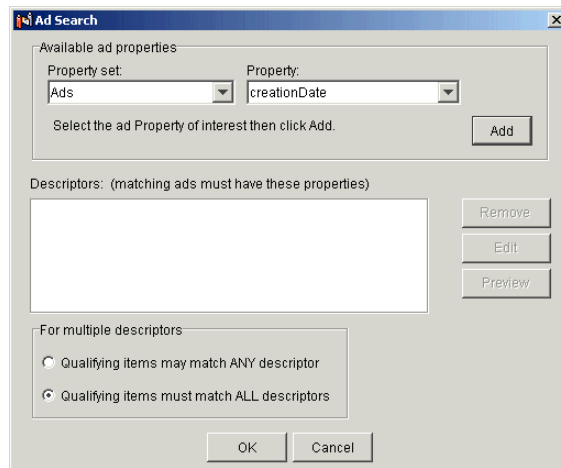 Ad Search
Available ad properties
Property set: Property:
Ads creationDate
Select the ad Property of interest then click Add. Add
Descriptors: (matching ads must have these properties)
Remove
Edit
Preview
For multiple descriptors
Qualifying items may match ANY descriptor
Qualifying items must match ALL descriptors
OK Cancel